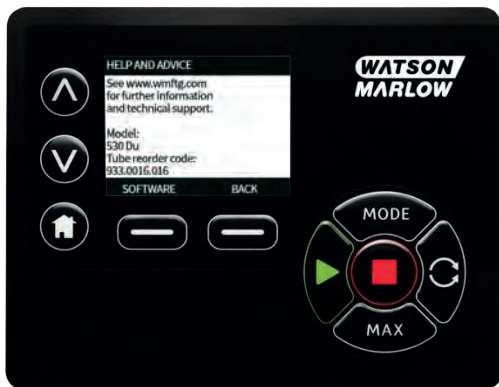 HELP AND ADVICE
See www.wmftg.com
for further information
and technical support.
Model:
530 Du
Tube reorder code:
933.0016.016
SOFTWARE BACK
WATSON
MARLOW
MODE
MAX